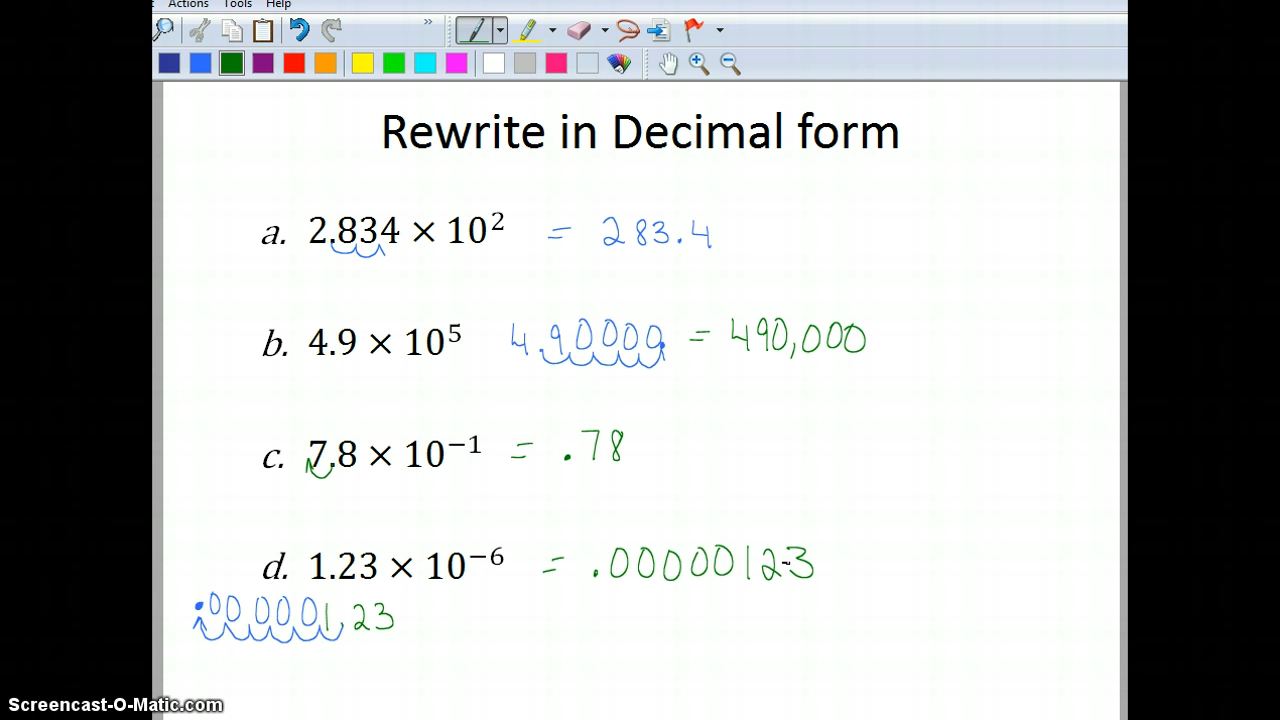 Actions Tools Help
Rewrite in Decimal form
a. 2.834 × 10² = 283.4
b. 4.9 × 10⁵ 4.90000. = 490,000
c. 7.8 × 10⁻¹ = .78
d. 1.23 × 10⁻⁶ = .00000123
.000001.23
Screencast-O-Matic.com